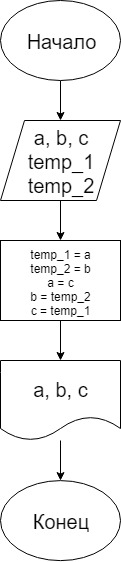 Начало
a, b, c
temp_1
temp_2
temp_1 = a
temp_2 = b
a = c
b = temp_2
c = temp_1
a, b, c
Конец